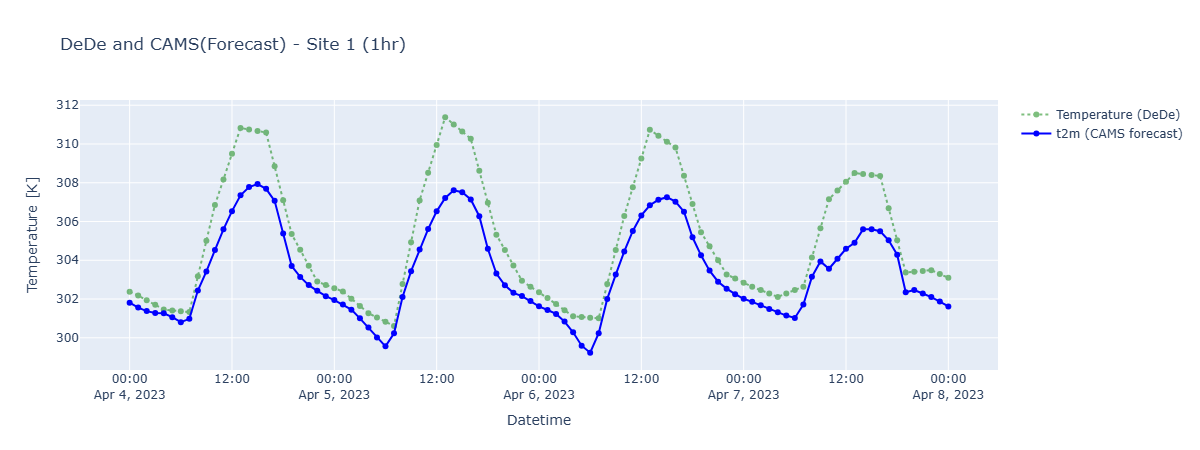 DeDe and CAMS(Forecast) - Site 1 (1hr)
Temperature (DeDe)
t2m (CAMS forecast)
Temperature [K]
312
310
308
306
304
302
300
00:00 12:00 00:00 12:00 00:00 12:00 00:00 12:00 00:00
Apr 4, 2023 Apr 5, 2023 Apr 6, 2023 Apr 7, 2023 Apr 8, 2023
Datetime